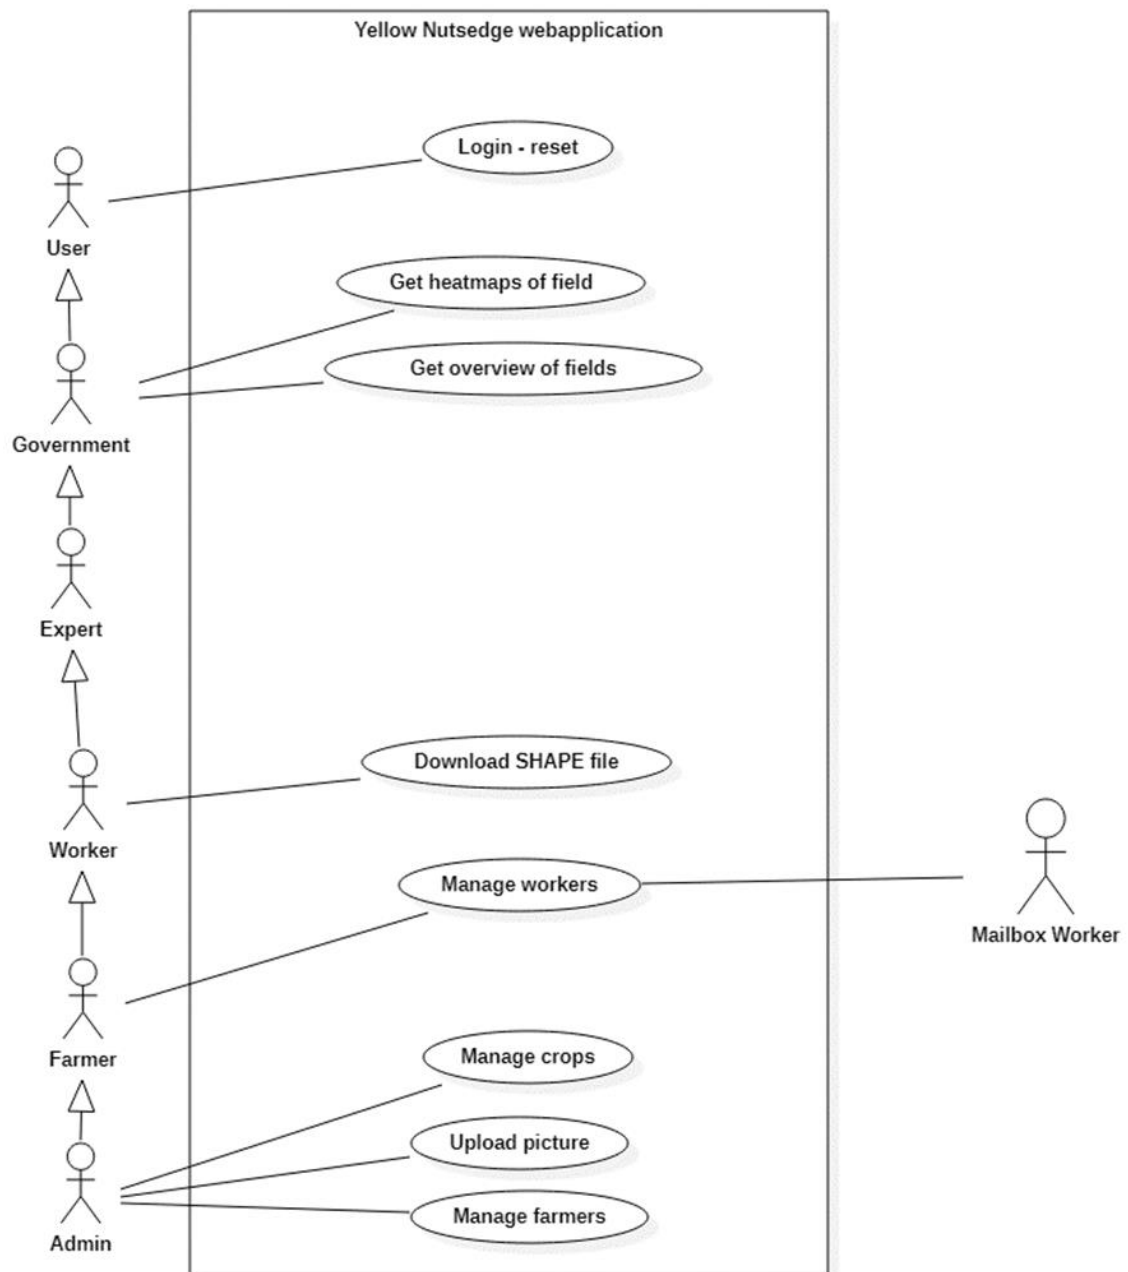 Yellow Nutsedge webapplication
Login - reset
User
Get heatmaps of field
Get overview of fields
Government
Expert
Download SHAPE file
Worker
Manage workers
Mailbox Worker
Farmer
Manage crops
Upload picture
Manage farmers
Admin